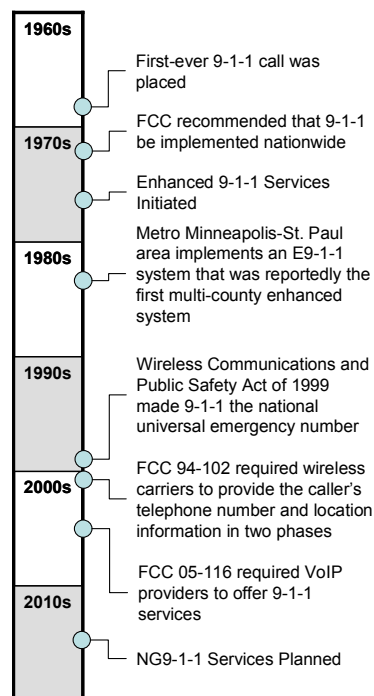 1960s
First-ever 9-1-1 call was
placed
FCC recommended that 9-1-1
be implemented nationwide
1970s
Enhanced 9-1-1 Services
Initiated
Metro Minneapolis-St. Paul
area implements an E9-1-1
system that was reportedly the
first multi-county enhanced
system
1980s
1990s
Wireless Communications and
Public Safety Act of 1999
made 9-1-1 the national
universal emergency number
2000s
FCC 94-102 required wireless
carriers to provide the caller's
telephone number and location
information in two phases
FCC 05-116 required VoIP
providers to offer 9-1-1
services
2010s
NG9-1-1 Services Planned